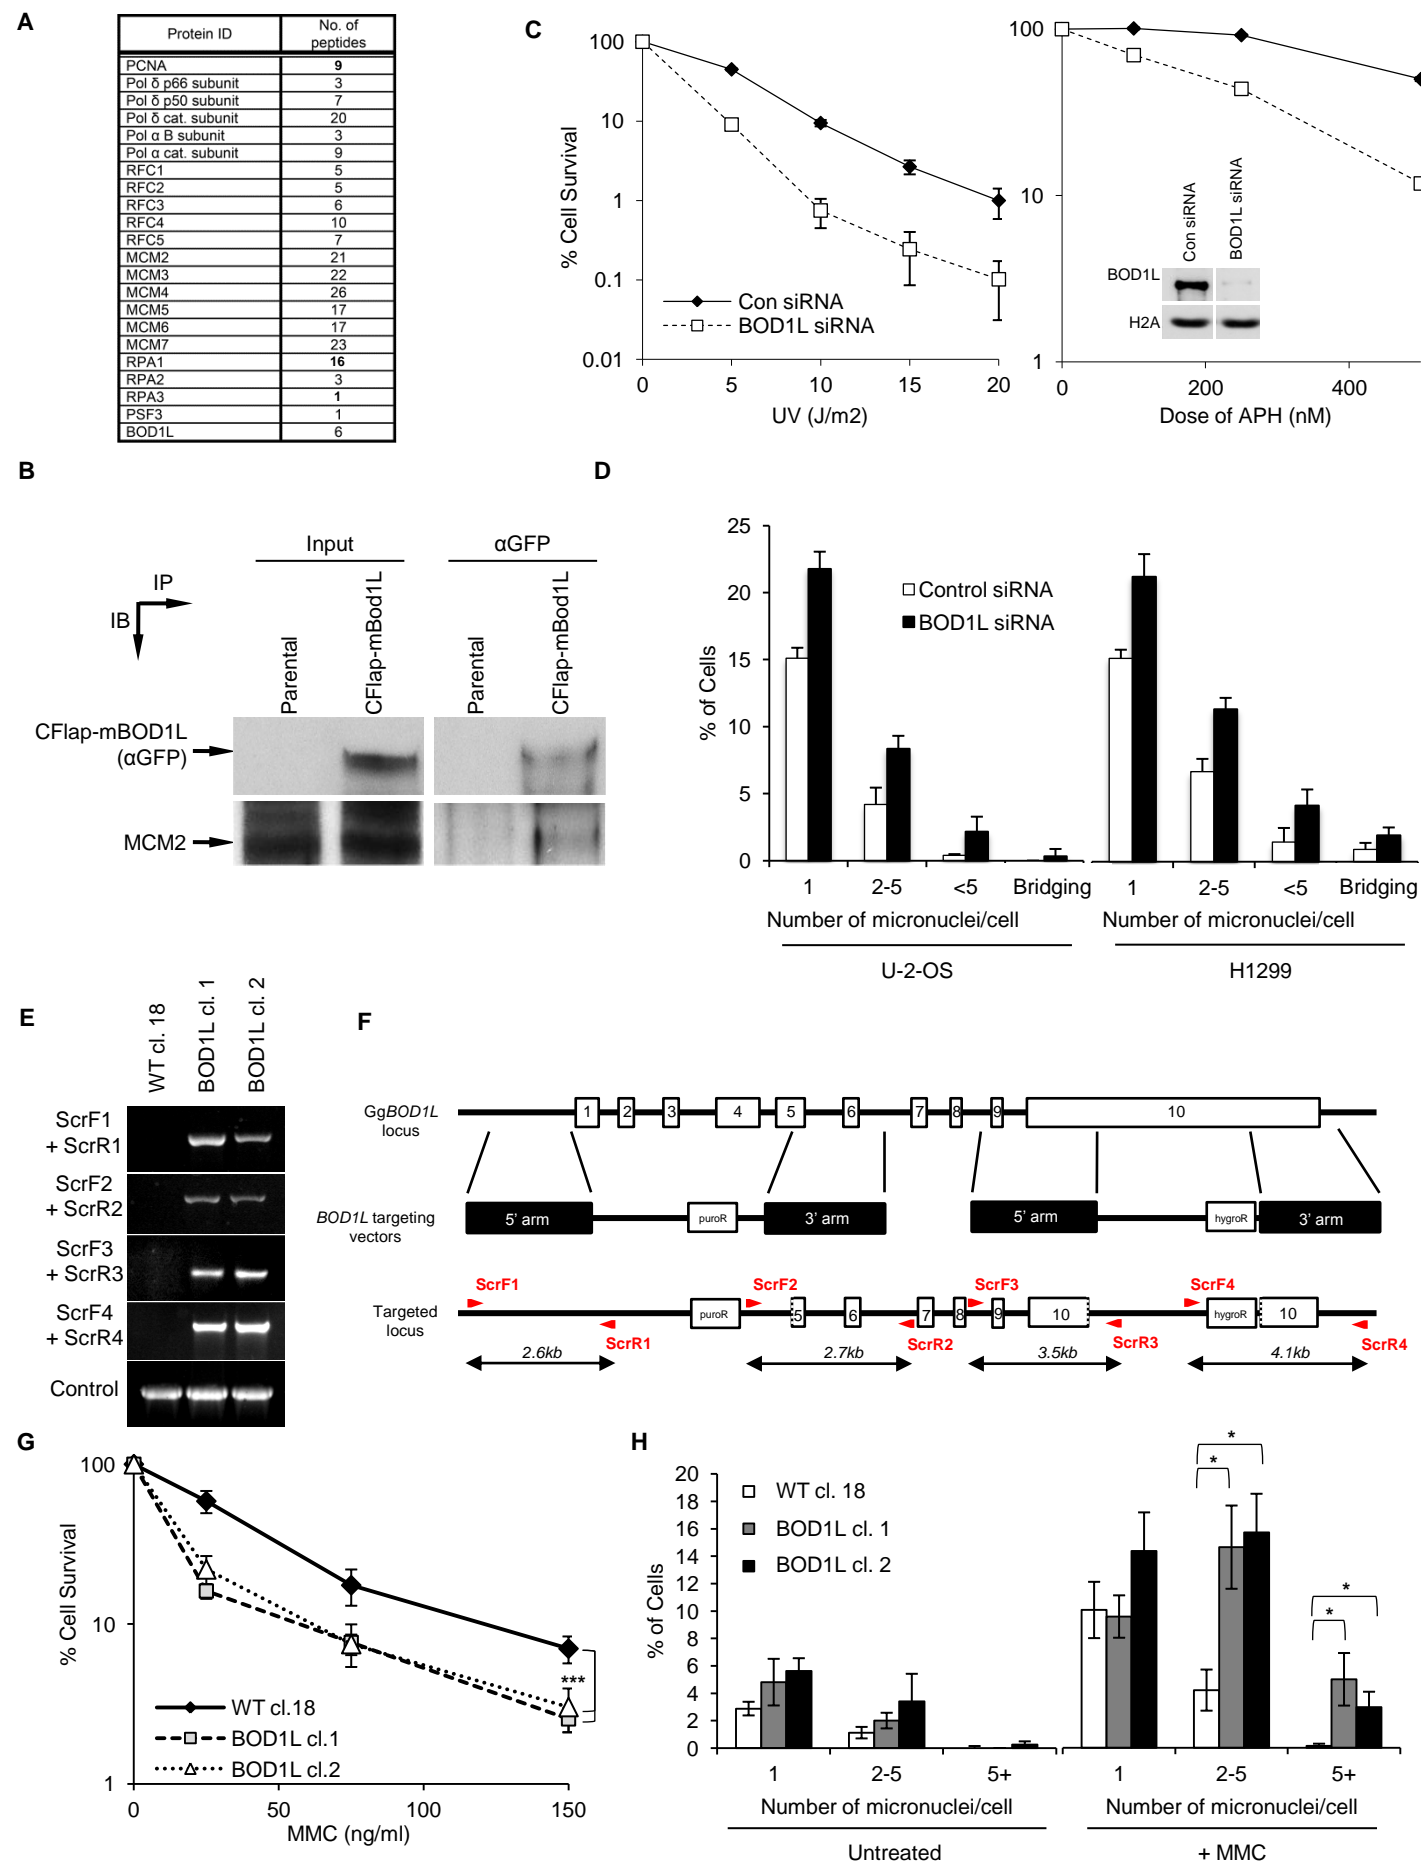 A
Protein ID No. of peptides
PCNA 9
Pol δ p66 subunit 3
Pol δ p50 subunit 7
Pol δ cat. subunit 20
Pol α B subunit 3
Pol α cat. subunit 9
RFC1 5
RFC2 5
RFC3 6
RFC4 10
RFC5 7
MCM2 21
MCM3 22
MCM4 26
MCM5 17
MCM6 17
MCM7 23
RPA1 16
RPA2 3
RPA3 1
PSF3 1
BOD1L 6
C
% Cell Survival
100
10
1
0.1
0.01
0 5 10 15 20
UV (J/m2)
Con siRNA
BOD1L siRNA
100
10
1
0 200 400
Dose of APH (nM)
Con siRNA
BOD1L siRNA
BOD1L
H2A
B
Input αGFP
IP
IB
Parental
CFlap-mBod1L
Parental
CFlap-mBod1L
CFlap-mBOD1L
(αGFP)
MCM2
D
% of Cells
25
20
15
10
5
0
Control siRNA
BOD1L siRNA
1 2-5 <5 Bridging 1 2-5 <5 Bridging
Number of micronuclei/cell Number of micronuclei/cell
U-2-OS H1299
E
WT cl. 18
BOD1L cl. 1
BOD1L cl. 2
ScrF1
+ ScrR1
ScrF2
+ ScrR2
ScrF3
+ ScrR3
ScrF4
+ ScrR4
Control
F
GgBOD1L
locus
1 2 3 4 5 6 7 8 9 10
BOD1L targeting
vectors
5’ arm puroR 3’ arm 5’ arm hygroR 3’ arm
ScrF1 ScrF2 ScrF3 ScrF4
Targeted
locus
puroR 5 6 7 8 9 10 hygroR 10
ScrR1 ScrR2 ScrR3 ScrR4
2.6kb 2.7kb 3.5kb 4.1kb
G
% Cell Survival
100
10
1
0 50 100 150
MMC (ng/ml)
***
WT cl.18
BOD1L cl.1
BOD1L cl.2
H
% of Cells
20
18
16
14
12
10
8
6
4
2
0
WT cl. 18
BOD1L cl. 1
BOD1L cl. 2
* * * *
1 2-5 5+ 1 2-5 5+
Number of micronuclei/cell Number of micronuclei/cell
Untreated + MMC